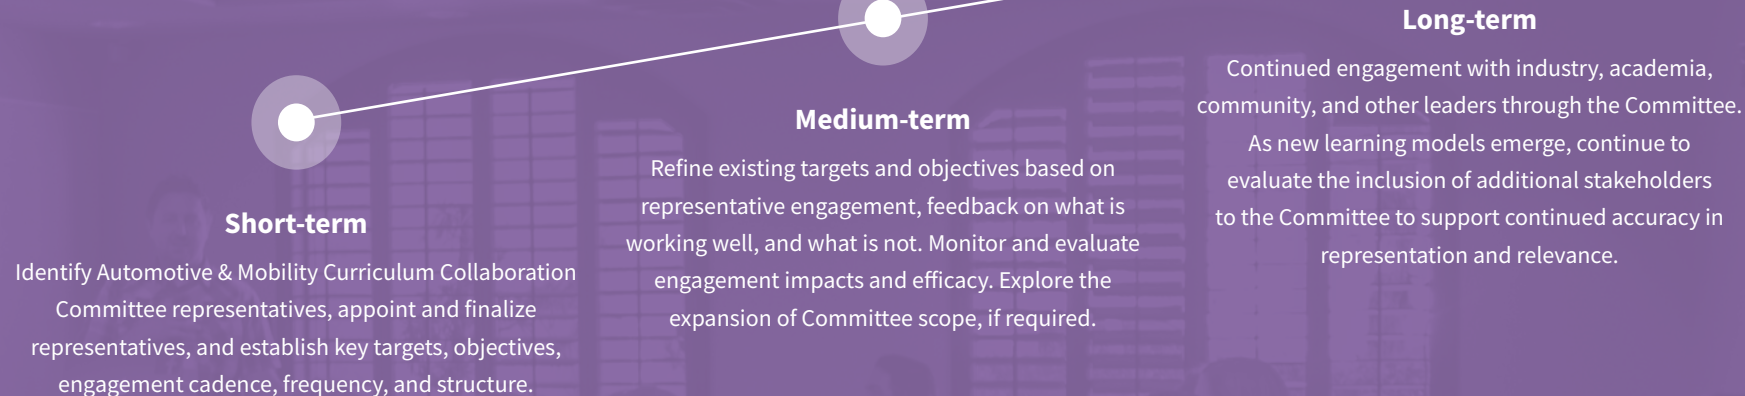 Short-term
Identify Automotive & Mobility Curriculum Collaboration
Committee representatives, appoint and finalize
representatives, and establish key targets, objectives,
engagement cadence, frequency, and structure.
Medium-term
Refine existing targets and objectives based on
representative engagement, feedback on what is
working well, and what is not. Monitor and evaluate
engagement impacts and efficacy. Explore the
expansion of Committee scope, if required.
Long-term
Continued engagement with industry, academia,
community, and other leaders through the Committee.
As new learning models emerge, continue to
evaluate the inclusion of additional stakeholders
to the Committee to support continued accuracy in
representation and relevance.